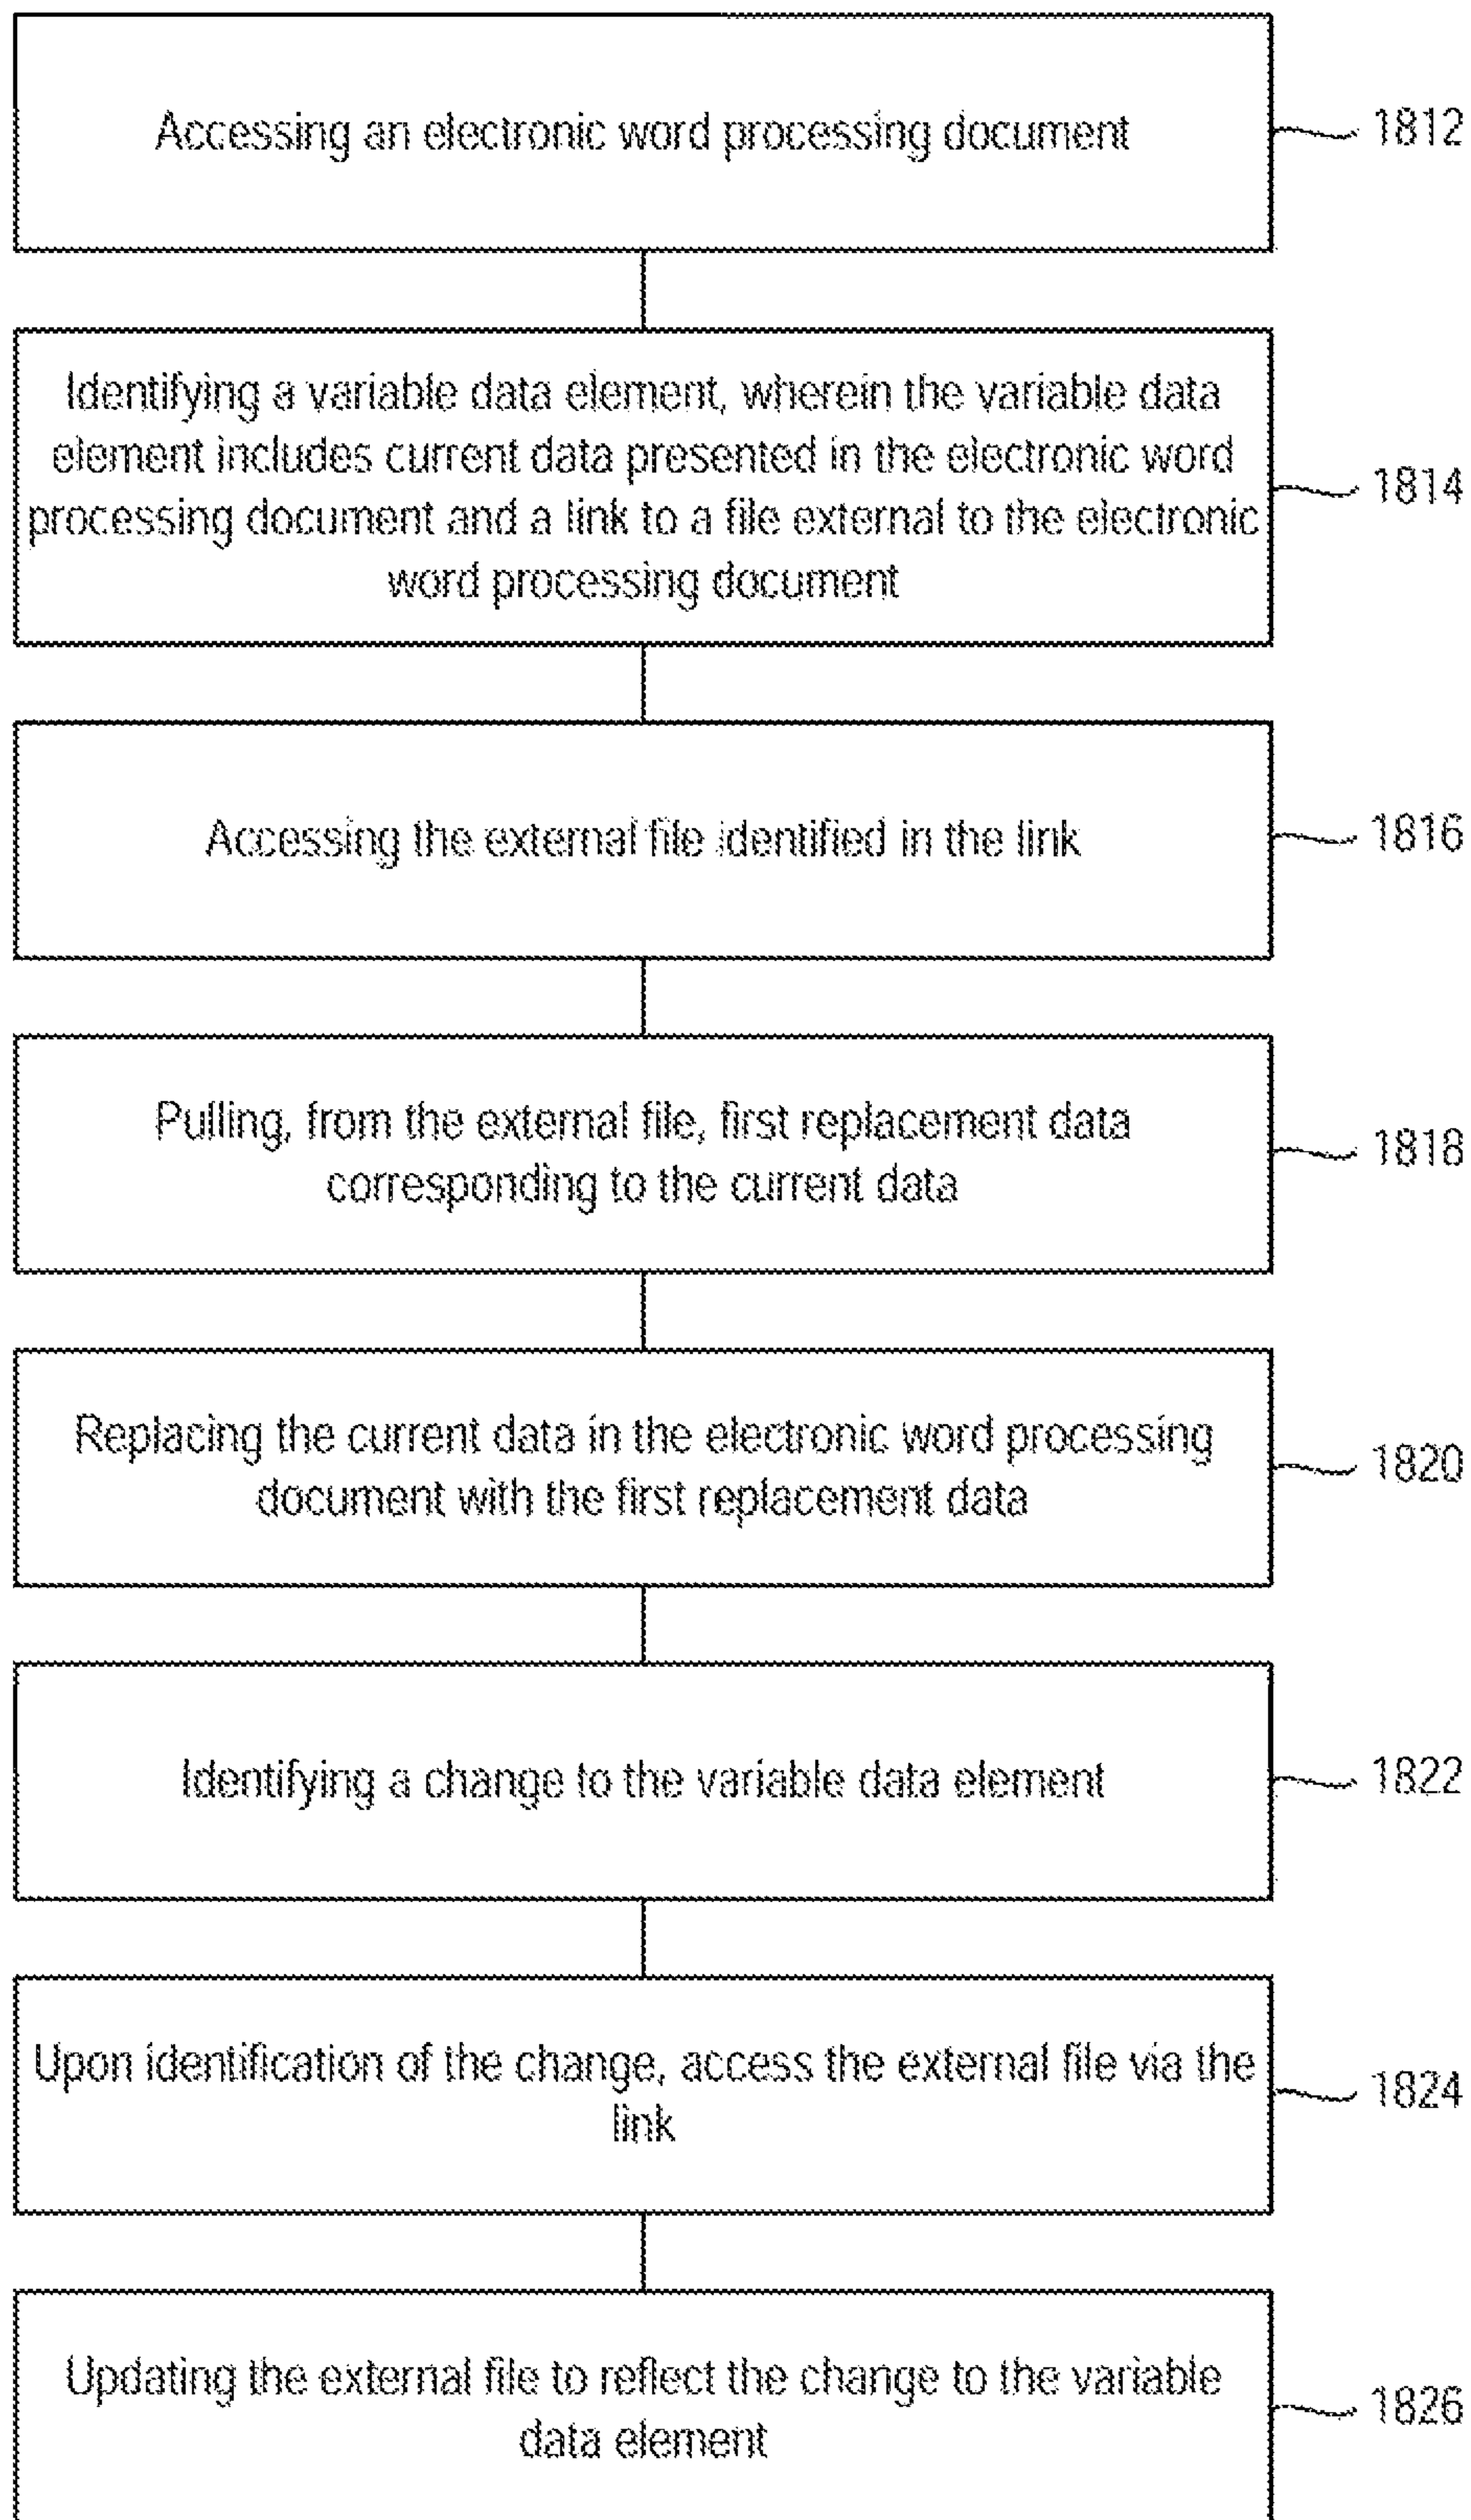 Accessing an electronic word processing document
1812
Identifying a variable data element, wherein the variable data
element includes current data presented in the electronic word
processing document and a link to a file external to the electronic
word processing document
1814
Accessing the external file identified in the link
1816
Pulling, from the external file, first replacement data
corresponding to the current data
1818
Replacing the current data in the electronic word processing
document with the first replacement data
1820
Identifying a change to the variable data element
1822
Upon identification of the change, access the external file via the
link
1824
Updating the external file to reflect the change to the variable
data element
1826